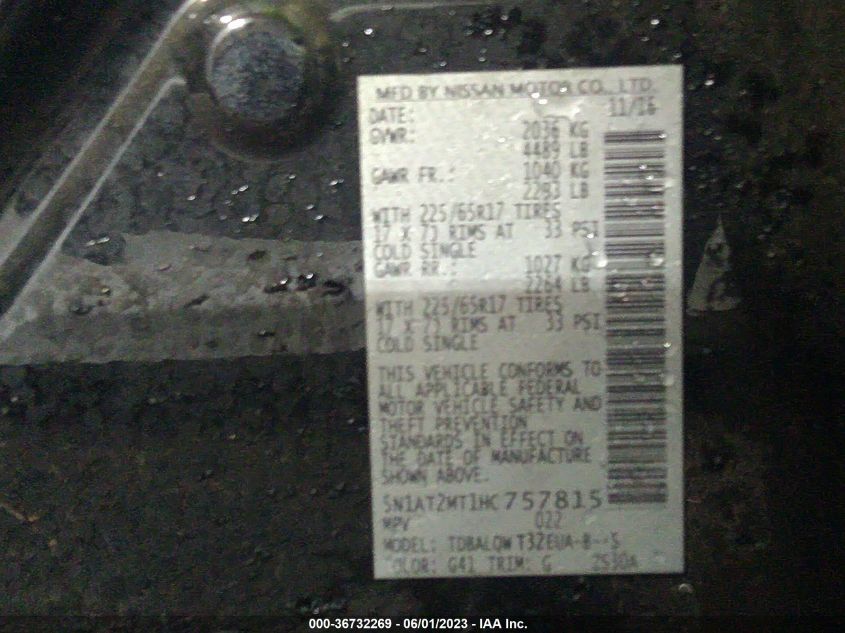 MFD BY NISSAN MOTOR CO., LTD.
DATE: 11/16
GVWR: 2036 KG
4489 LB
GAWR FR.: 1040 KG
2293 LB
WITH 225/65R17 TIRES
17 X 7J RIMS AT 33 PSI
COLD SINGLE
GAWR RR.: 1027 KG
2264 LB
WITH 225/65R17 TIRES
17 X 7J RIMS AT 33 PSI
COLD SINGLE
THIS VEHICLE CONFORMS TO
ALL APPLICABLE FEDERAL
MOTOR VEHICLE SAFETY AND
THEFT PREVENTION
STANDARDS IN EFFECT ON
THE DATE OF MANUFACTURE
SHOWN ABOVE.
5N1AT2MT1HC757815
MPV 022
MODEL: T32EUA-B--S
COLOR: G41 TRIM: G
000-36732269 - 06/01/2023 - IAA Inc.